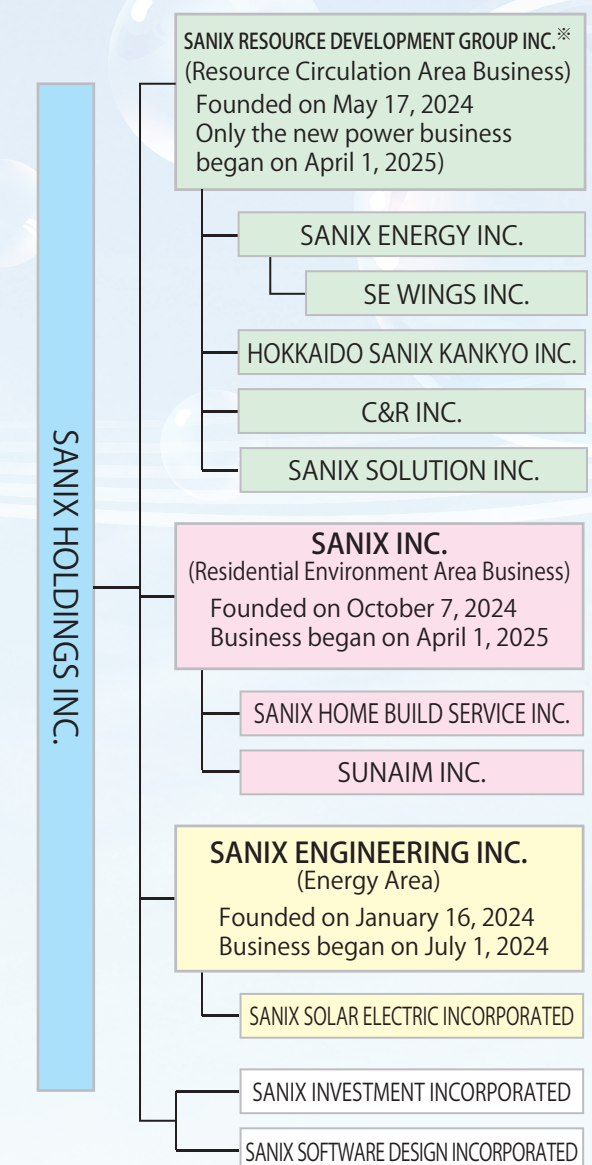 SANIX HOLDINGS INC.
SANIX RESOURCE DEVELOPMENT GROUP INC.※
(Resource Circulation Area Business)
Founded on May 17, 2024
Only the new power business
began on April 1, 2025)
SANIX ENERGY INC.
SE WINGS INC.
HOKKAIDO SANIX KANKYO INC.
C&R INC.
SANIX SOLUTION INC.
SANIX INC.
(Residential Environment Area Business)
Founded on October 7, 2024
Business began on April 1, 2025
SANIX HOME BUILD SERVICE INC.
SUNAIM INC.
SANIX ENGINEERING INC.
(Energy Area)
Founded on January 16, 2024
Business began on July 1, 2024
SANIX SOLAR ELECTRIC INCORPORATED
SANIX INVESTMENT INCORPORATED
SANIX SOFTWARE DESIGN INCORPORATED